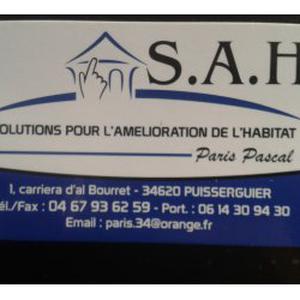 S.A.H
OLUTIONS POUR L'AMELIORATION DE L'HABITAT
Paris Pascal
1, carriera d'al Bourret - 34620 PUISSERGUIER
él./Fax : 04 67 93 62 59 - Port. : 06 14 30 94 30
Email : paris.34@orange.fr